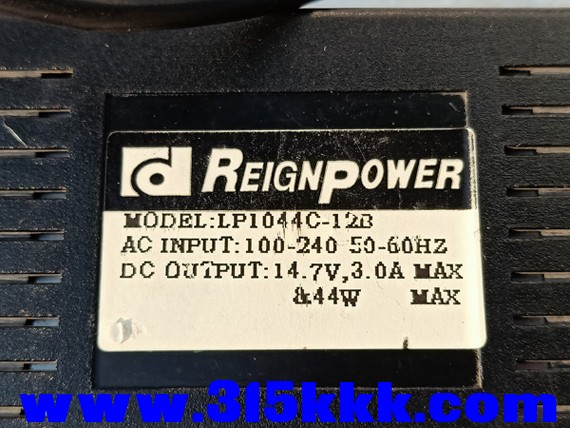 REIGNPOWER
MODEL:LP1044C-12B
AC INPUT:100-240 50-60HZ
DC OUTPUT:14.7V,3.0A MAX
&44W MAX
www.315kkk.com